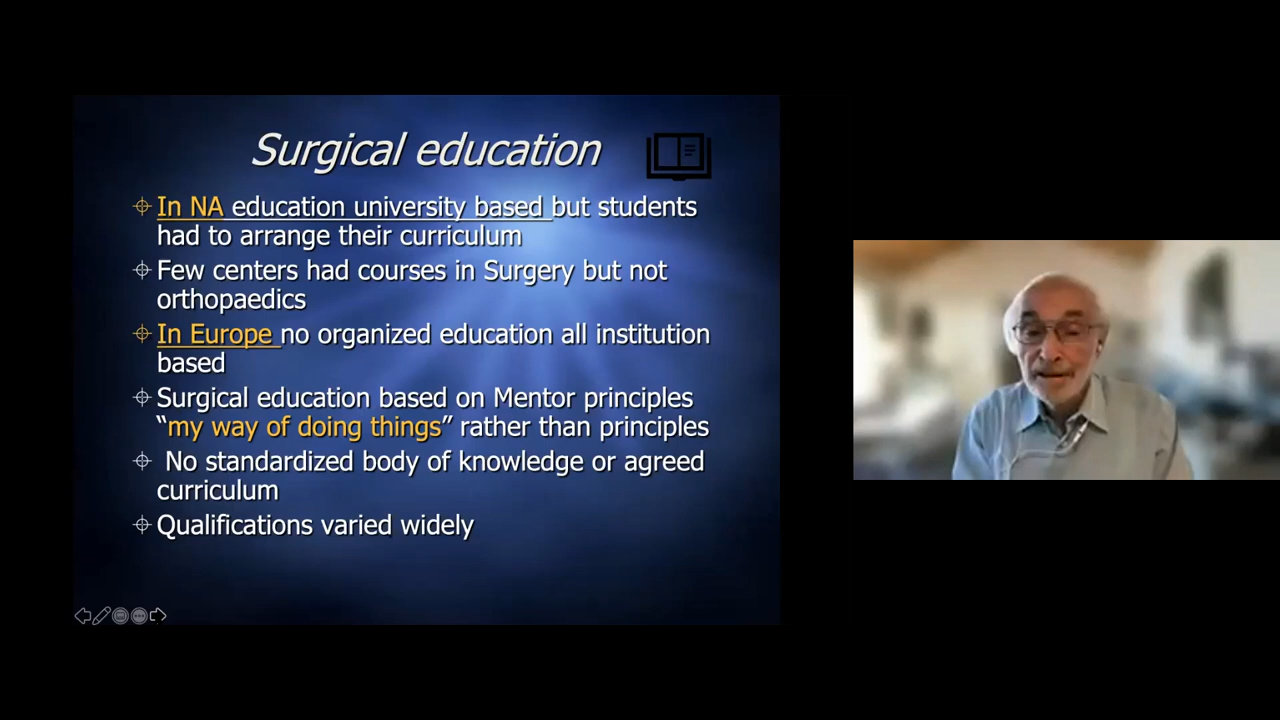 Surgical education
In NA education university based but students
had to arrange their curriculum
Few centers had courses in Surgery but not
orthopaedics
In Europe no organized education all institution
based
Surgical education based on Mentor principles
“my way of doing things” rather than principles
No standardized body of knowledge or agreed
curriculum
Qualifications varied widely